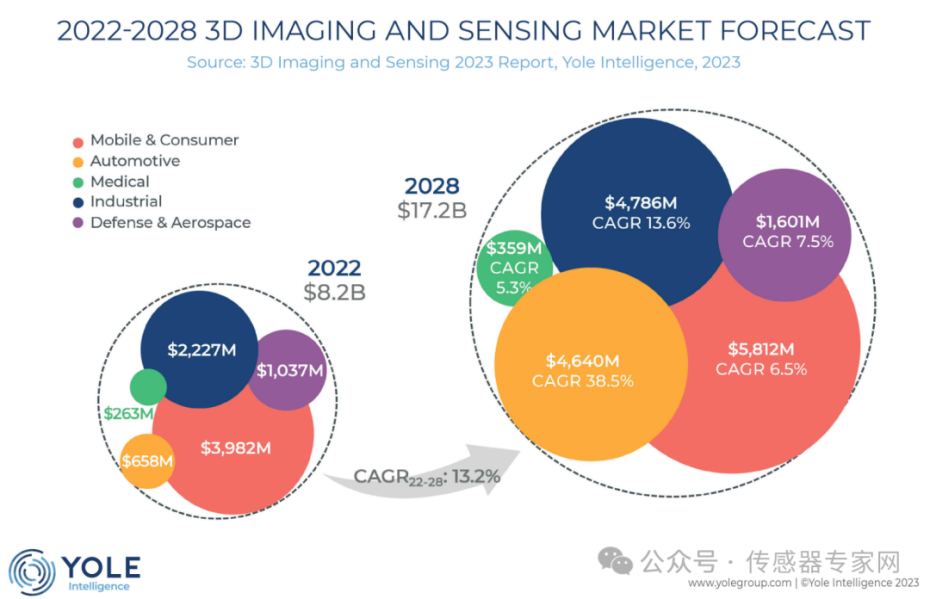 2022-2028 3D IMAGING AND SENSING MARKET FORECAST
Source: 3D Imaging and Sensing 2023 Report, Yole Intelligence, 2023
Mobile & Consumer
Automotive
Medical
Industrial
Defense & Aerospace
2022
$8.2B
$2,227M
$1,037M
$263M
$3,982M
$658M
CAGR22-28: 13.2%
2028
$17.2B
$4,786M
CAGR 13.6%
$1,601M
CAGR 7.5%
$359M
CAGR
5.3%
$4,640M
CAGR 38.5%
$5,812M
CAGR 6.5%
YOLE
Intelligence
公众号 · 传感器专家网
www.yolegroup.com | ©Yole Intelligence 2023